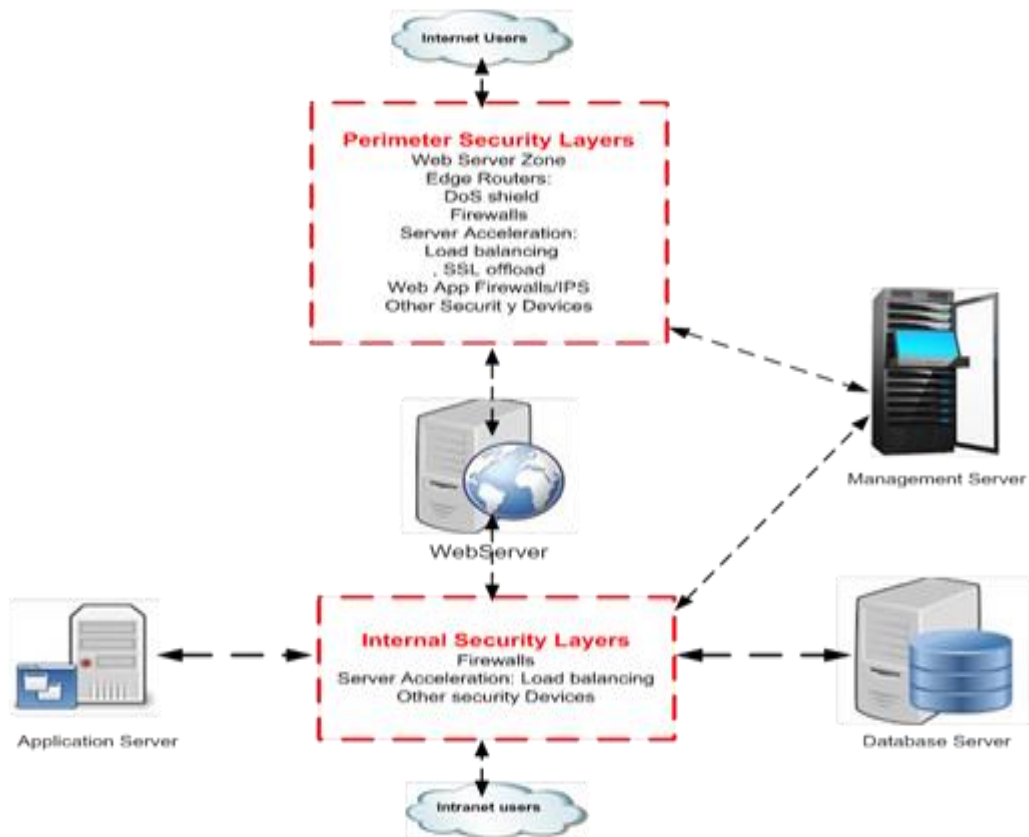 Internet Users
Perimeter Security Layers
Web Server Zone
Edge Routers:
DoS shield
Firewalls
Server Acceleration:
Load balancing
, SSL offload
Web App Firewalls/IPS
Other Securit y Devices
Management Server
WebServer
Internal Security Layers
Firewalls
Server Acceleration: Load balancing
Other security Devices
Application Server
Database Server
Intranet users